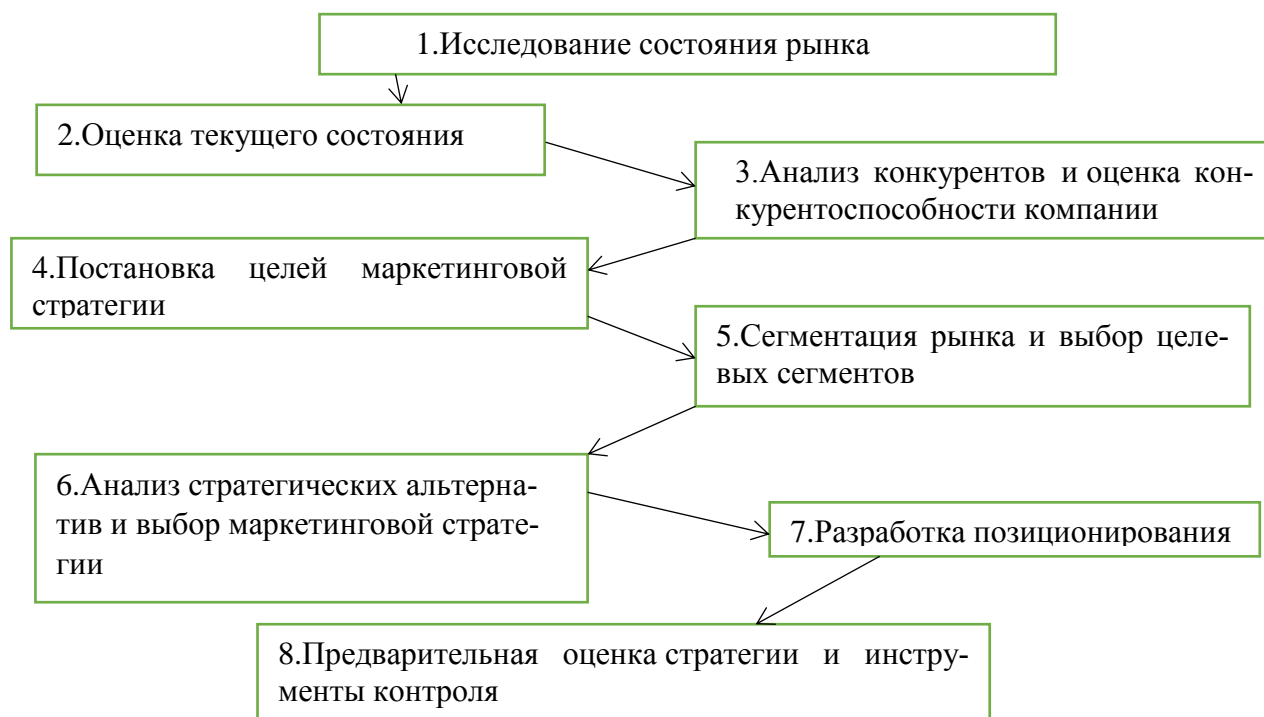 1.Исследование состояния рынка
2.Оценка текущего состояния
3.Анализ конкурентов и оценка кон-
курентоспособности компании
4.Постановка целей маркетинговой
стратегии
5.Сегментация рынка и выбор целе-
вых сегментов
6.Анализ стратегических альтерна-
тив и выбор маркетинговой страте-
гии
7.Разработка позиционирования
8.Предварительная оценка стратегии и инстру-
менты контроля